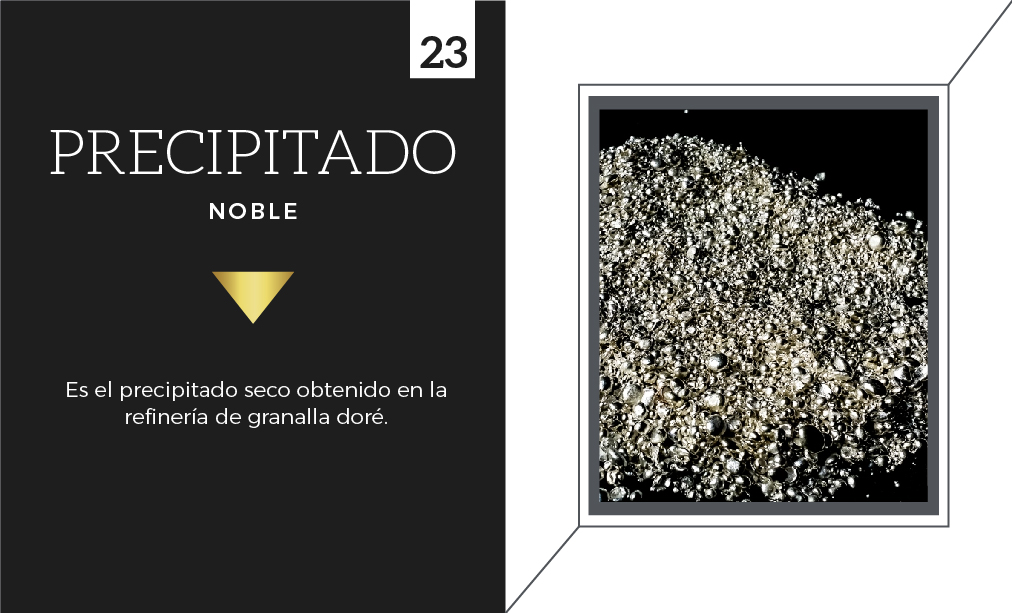 23
PRECIPITADO
NOBLE
Es el precipitado seco obtenido en la
refinería de granalla doré.